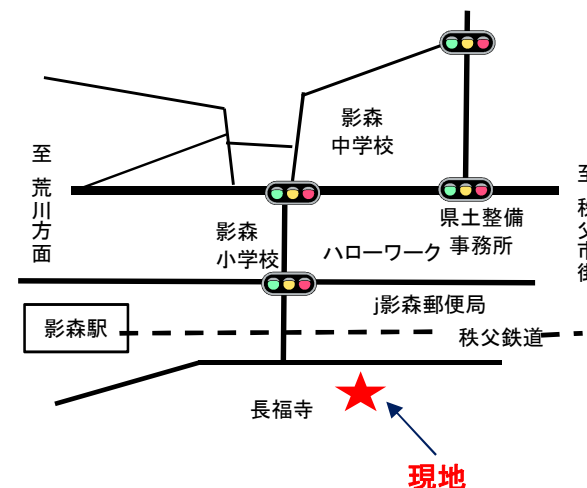 影森
中学校
至 荒川方面
至 秩父市街
県土整備
事務所
影森
小学校
ハローワーク
j影森郵便局
影森駅
秩父鉄道
長福寺
現地